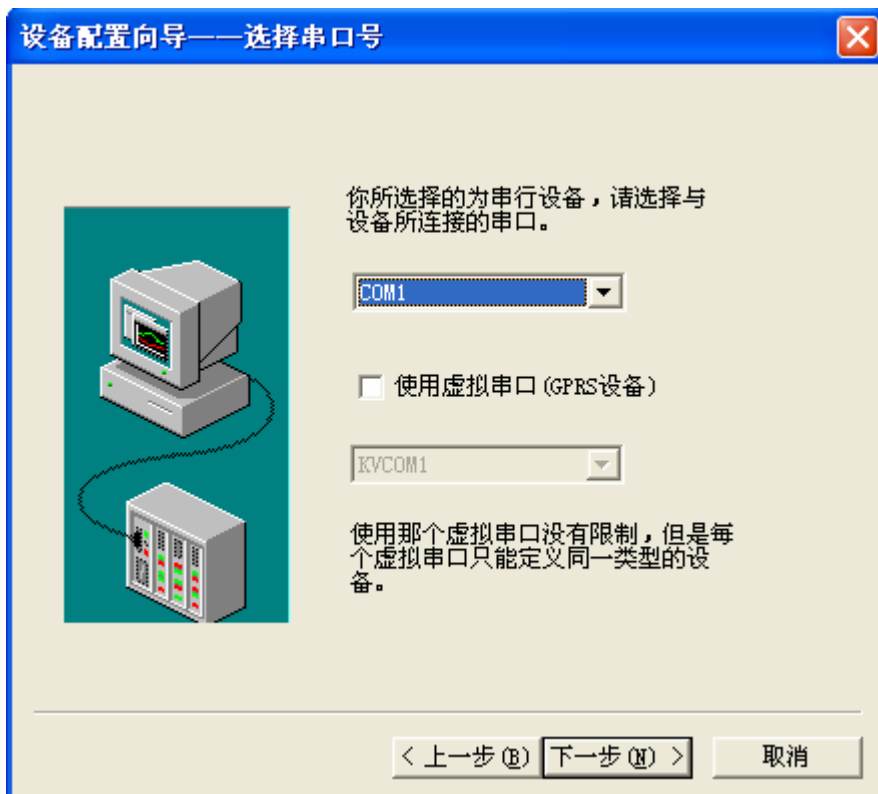 设备配置向导——选择串口号
你所选择的为串行设备，请选择与
设备所连接的串口。
COM1
使用虚拟串口(GPRS设备)
KVCOM1
使用那个虚拟串口没有限制，但是每
个虚拟串口只能定义同一类型的设
备。
< 上一步(B) 下一步(N) > 取消